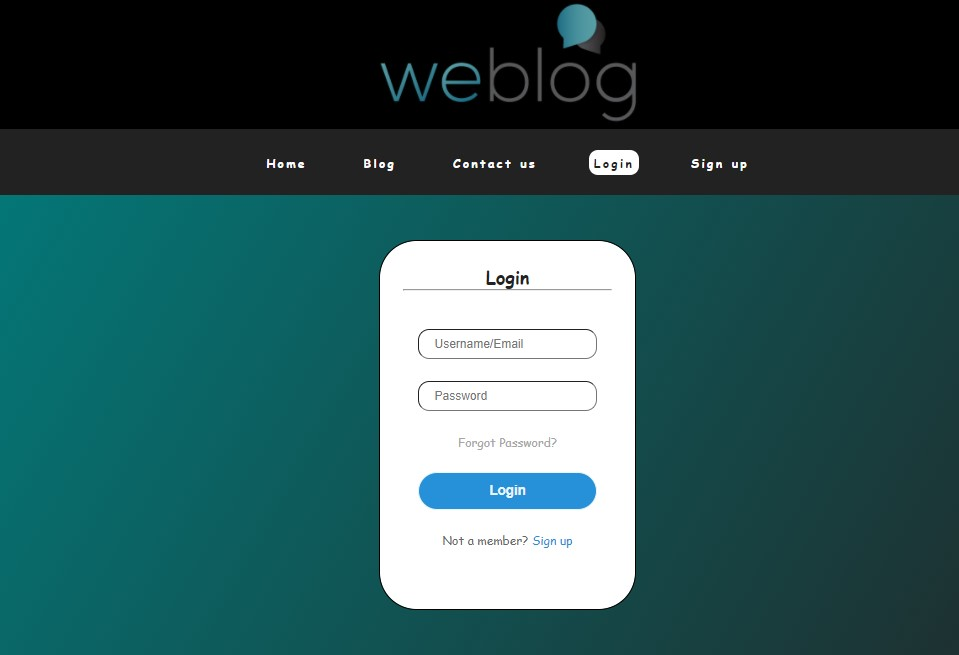 weblog
Home Blog Contact us Login Sign up
Login
Username/Email
Password
Forgot Password?
Login
Not a member? Sign up